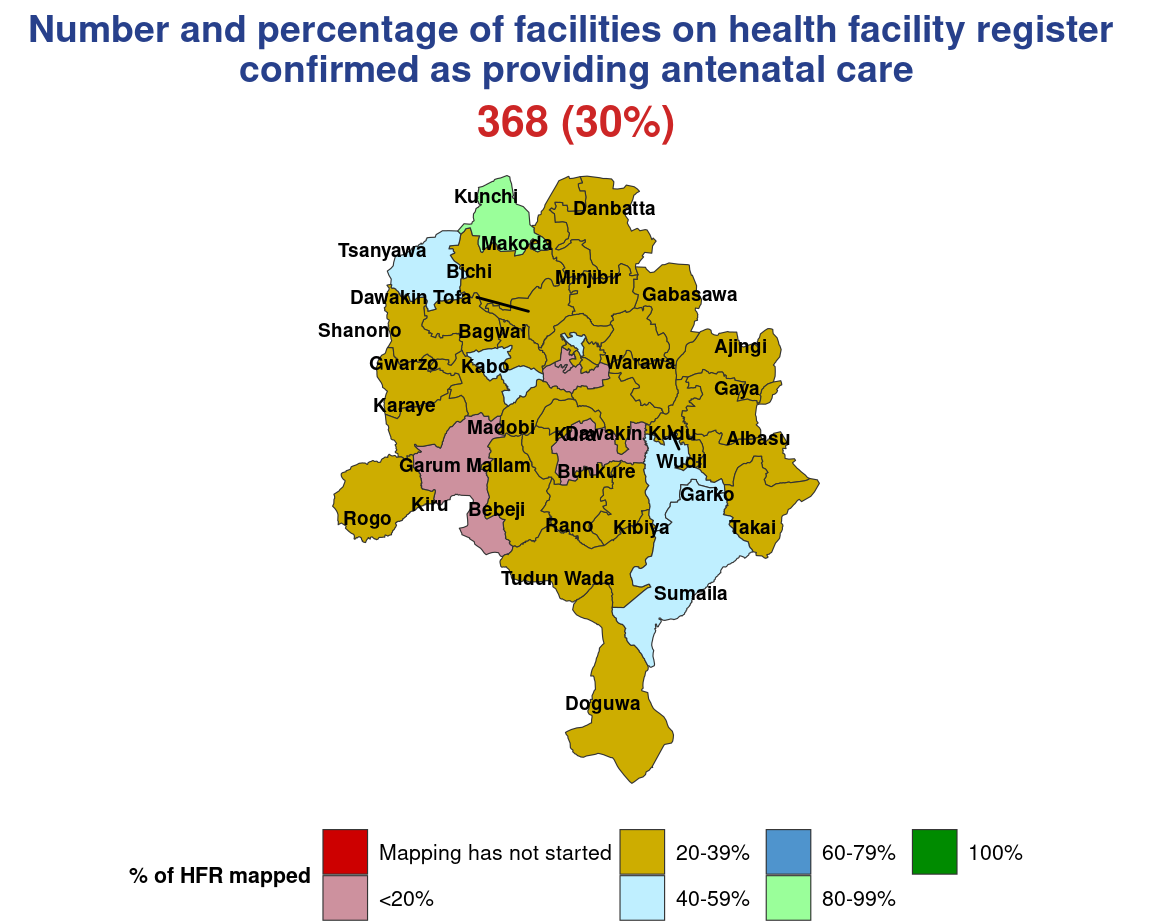 Number and percentage of facilities on health facility register
confirmed as providing antenatal care
368 (30%)
Kunchi
Danbatta
Makoda
Tsanyawa
Bichi
Minjibir
Dawakin Tofa
Gabasawa
Shanono
Bagwai
Ajingi
Gwarzo
Kabo
Warawa
Gaya
Karaye
Madobi
Kura
Dawakin Kudu
Albasu
Garum Mallam
Wudil
Bunkure
Garko
Kiru
Bebeji
Rogo
Rano
Kibiya
Takai
Tudun Wada
Sumaila
Doguwa
% of HFR mapped
Mapping has not started
20-39%
60-79%
100%
<20%
40-59%
80-99%